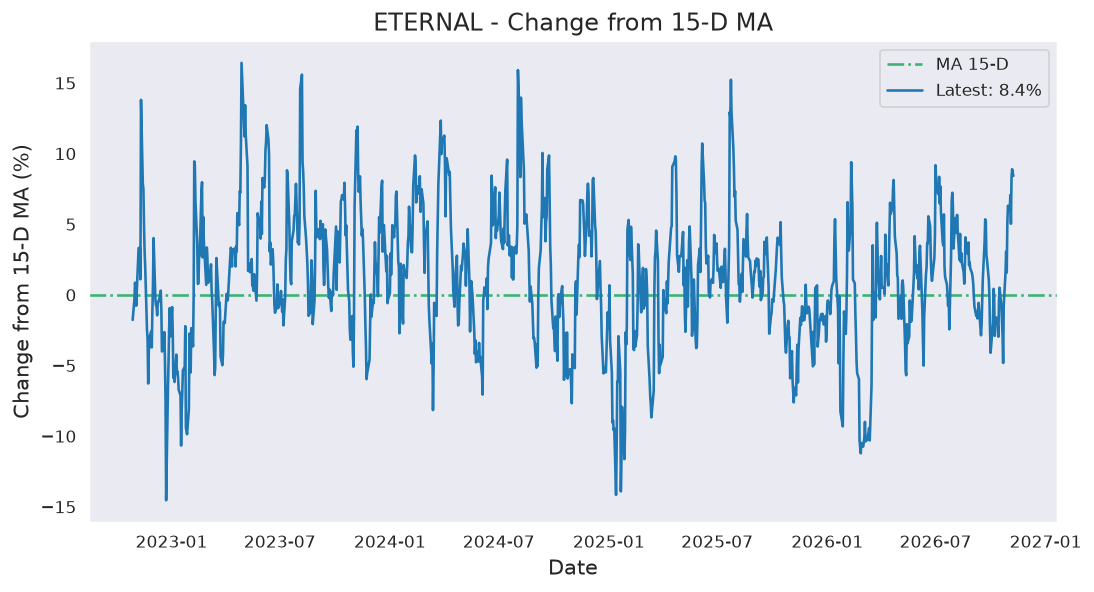 ETERNAL - Change from 15-D MA
MA 15-D
Latest: 8.4%
Change from 15-D MA (%)
15
10
5
0
−5
−10
−15
2023-01 2023-07 2024-01 2024-07 2025-01 2025-07 2026-01 2026-07 2027-01
Date